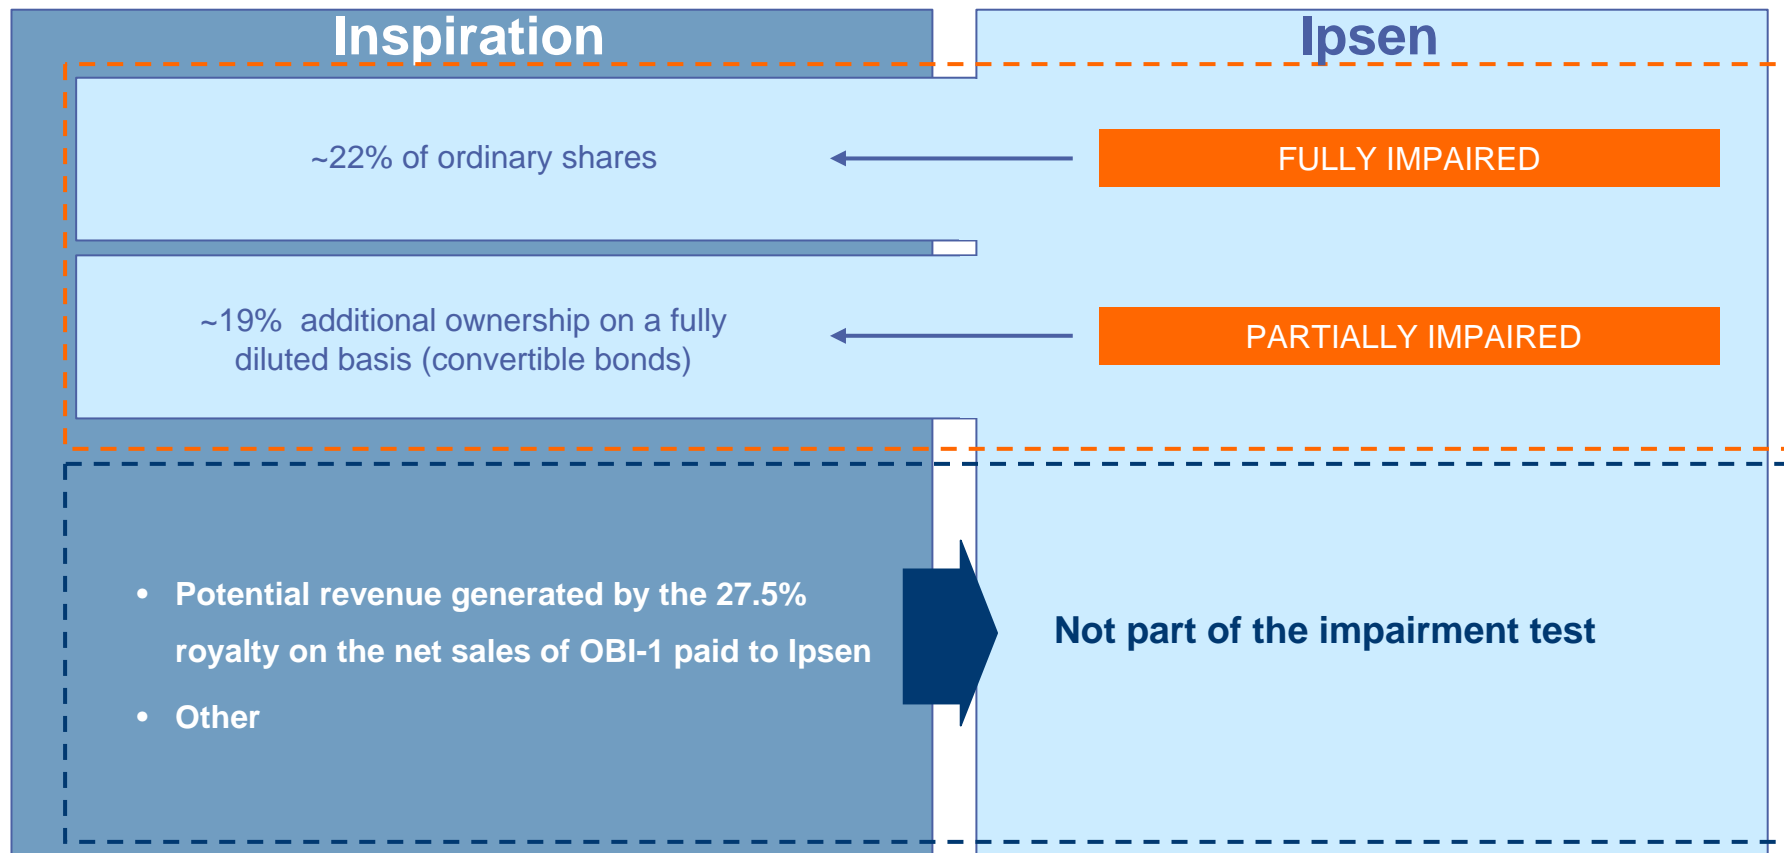 Inspiration
Ipsen
~22% of ordinary shares
FULLY IMPAIRED
~19%  additional ownership on a fully
diluted basis (convertible bonds)
PARTIALLY IMPAIRED
• Potential revenue generated by the 27.5%
royalty on the net sales of OBI-1 paid to Ipsen
• Other
Not part of the impairment test